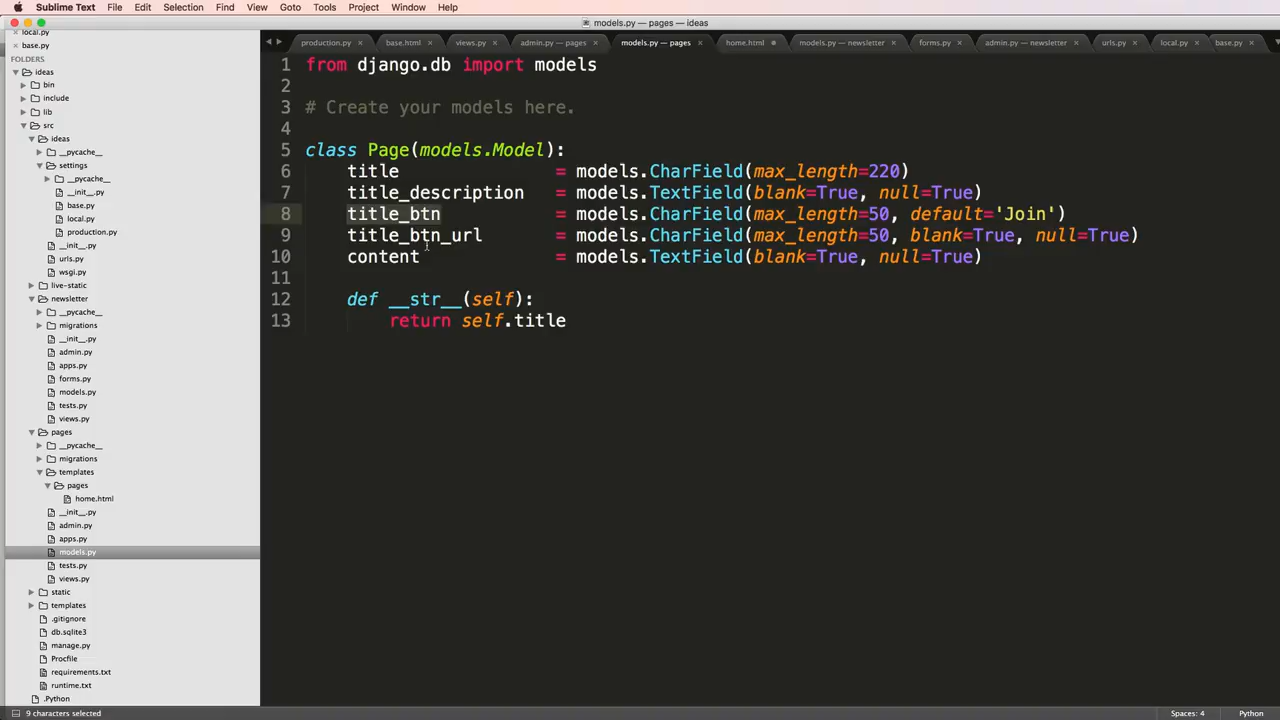 Sublime Text File Edit Selection Find View Goto Tools Project Window Help
models.py — pages — ideas
local.py
base.py
FOLDERS
ideas
bin
include
lib
src
ideas
__pycache__
settings
__pycache__
__init__.py
base.py
local.py
production.py
__init__.py
urls.py
wsgi.py
live-static
newsletter
__pycache__
migrations
__init__.py
admin.py
apps.py
forms.py
models.py
tests.py
views.py
pages
__pycache__
migrations
templates
pages
home.html
__init__.py
admin.py
apps.py
models.py
tests.py
views.py
static
templates
.gitignore
db.sqlite3
manage.py
Procfile
requirements.txt
runtime.txt
.Python
production.py × base.html × views.py × admin.py — pages × models.py — pages × home.html models.py — newsletter × forms.py × admin.py — newsletter × urls.py × local.py × base.py ×
1 from django.db import models
2
3 # Create your models here.
4
5 class Page(models.Model):
6 title = models.CharField(max_length=220)
7 title_description = models.TextField(blank=True, null=True)
8 title_btn = models.CharField(max_length=50, default='Join')
9 title_btn_url = models.CharField(max_length=50, blank=True, null=True)
10 content = models.TextField(blank=True, null=True)
11
12 def __str__(self):
13 return self.title
9 characters selected Spaces: 4 Python